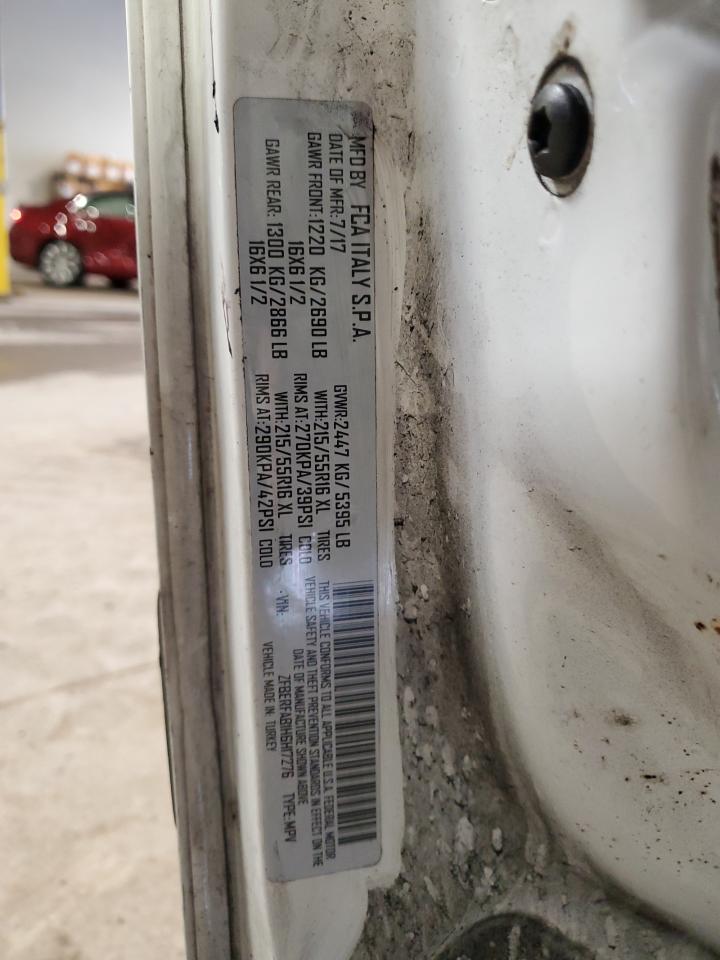 MFD BY FCA ITALY S.P.A.
DATE OF MFR: 7/17 GVWR: 2447 KG/ 5395 LB
GAWR FRONT: 1220 KG/2690 LB WITH: 215/55R16 XL TIRES
16X6 1/2 RIMS AT: 270KPA/39PSI COLD
GAWR REAR: 1300 KG/2866 LB WITH: 215/55R16 XL TIRES
16X6 1/2 RIMS AT: 290KPA/42PSI COLD
THIS VEHICLE CONFORMS TO ALL APPLICABLE U.S.A. FEDERAL MOTOR
VEHICLE SAFETY AND THEFT PREVENTION STANDARDS IN EFFECT ON THE
DATE OF MANUFACTURE SHOWN ABOVE
-VIN: ZFBERFAB1H6H17276 TYPE: MPV
VEHICLE MADE IN: TURKEY